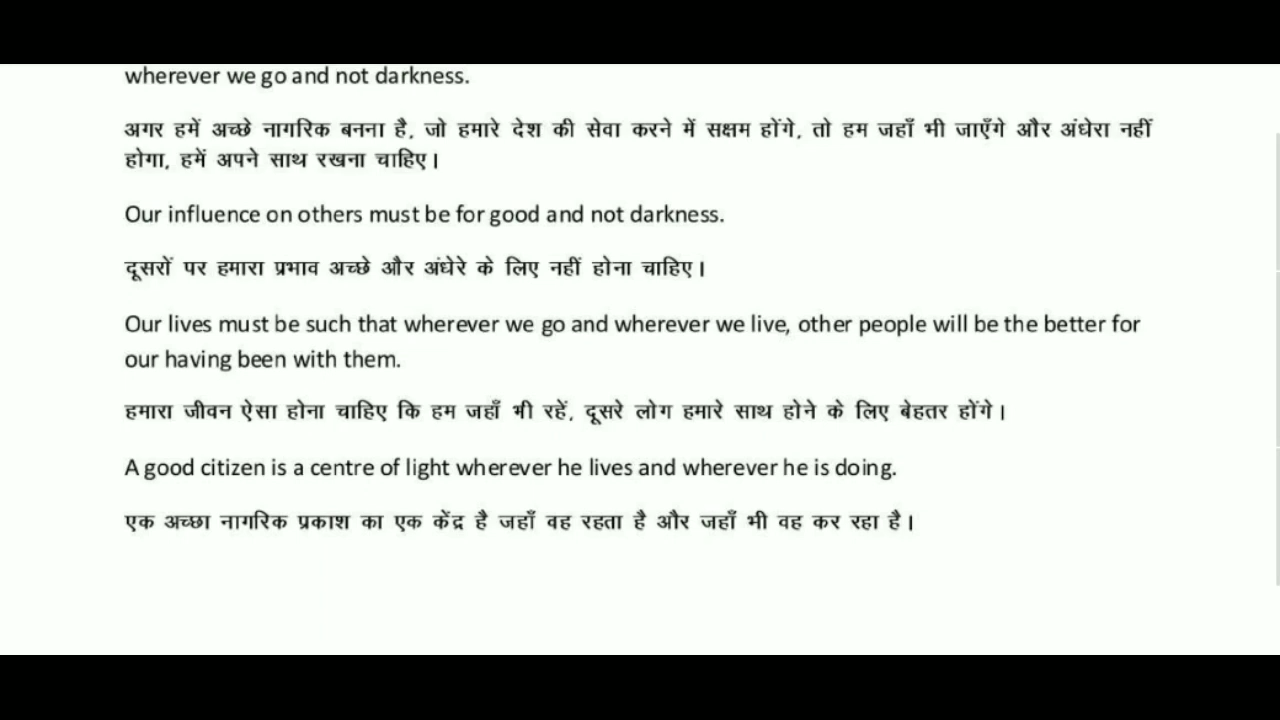 wherever we go and not darkness.
अगर हमें अच्छे नागरिक बनना है, जो हमारे देश की सेवा करने में सक्षम होंगे, तो हम जहाँ भी जाएँगे और अंधेरा नहीं
होगा, हमें अपने साथ रखना चाहिए।
Our influence on others must be for good and not darkness.
दूसरों पर हमारा प्रभाव अच्छे और अंधेरे के लिए नहीं होना चाहिए।
Our lives must be such that wherever we go and wherever we live, other people will be the better for
our having been with them.
हमारा जीवन ऐसा होना चाहिए कि हम जहाँ भी रहें, दूसरे लोग हमारे साथ होने के लिए बेहतर होंगे।
A good citizen is a centre of light wherever he lives and wherever he is doing.
एक अच्छा नागरिक प्रकाश का एक केंद्र है जहाँ वह रहता है और जहाँ भी वह कर रहा है।